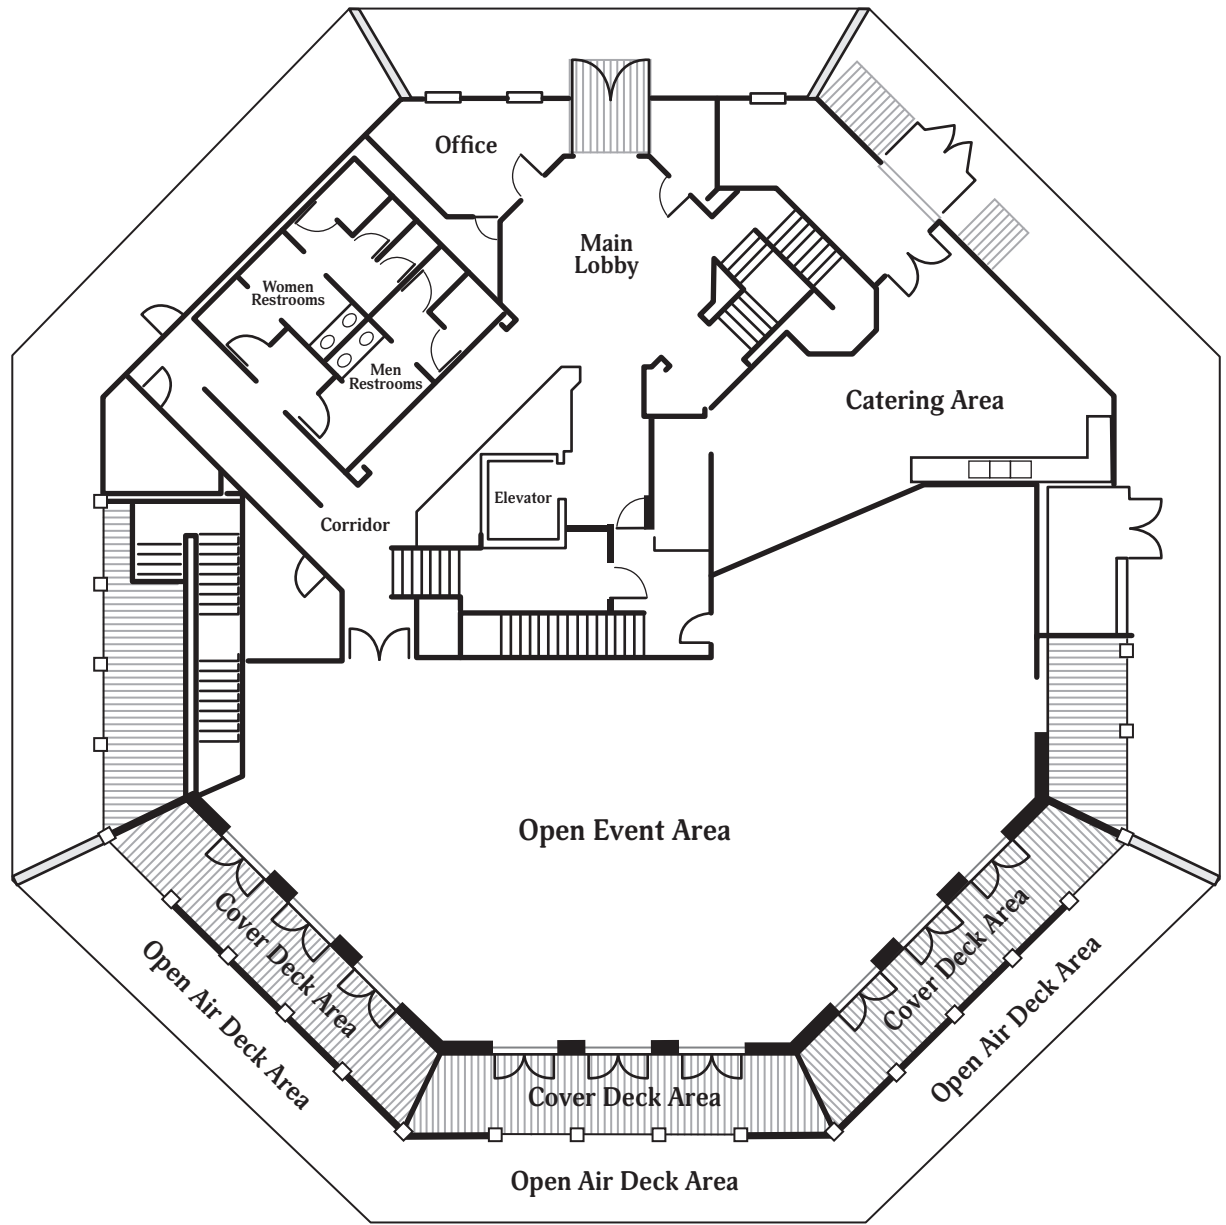 Office
Main
Lobby
Women
Restrooms
Men
Restrooms
Catering Area
Elevator
Corridor
Open Event Area
Cover Deck Area
Cover Deck Area
Open Air Deck Area
Open Air Deck Area
Cover Deck Area
Open Air Deck Area